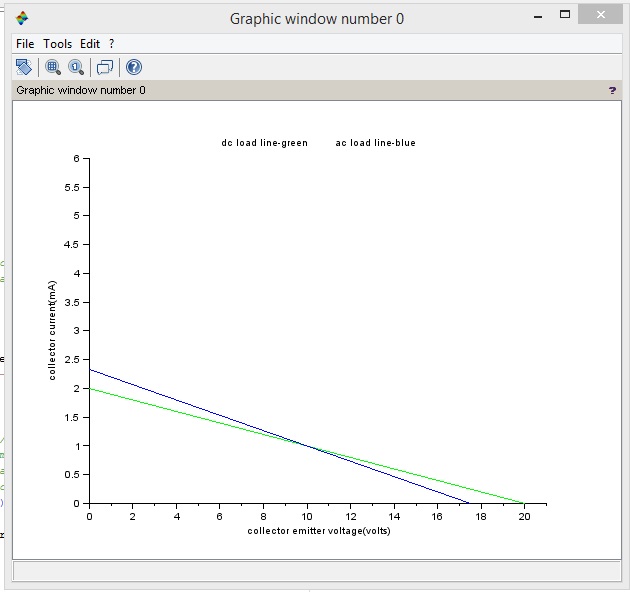 Graphic window number 0
File Tools Edit ?
Graphic window number 0 ?
dc load line-green ac load line-blue
6
5.5
5
4.5
4
3.5
3
2.5
2
1.5
1
0.5
0
collector current(mA)
0 2 4 6 8 10 12 14 16 18 20
collector emitter voltage(volts)